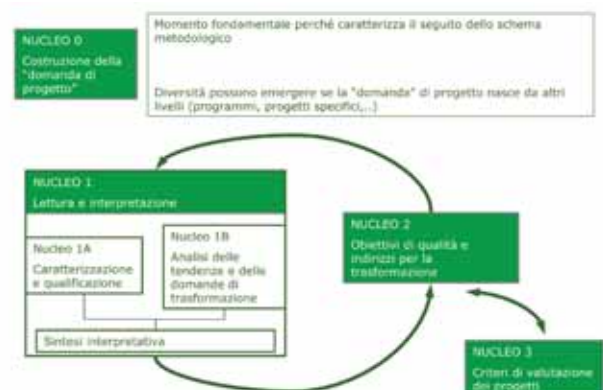 NUCLEO 0
Costruzione della
"domanda di
progetto"
Momento fondamentale perché caratterizza il seguito dello schema
metodologico
Diversità possono emergere se la "domanda" di progetto nasce da altri
livelli (programmi, progetti specifici,..)
NUCLEO 1
Lettura e interpretazione
Nucleo 1A
Caratterizzazione
e qualificazione
Nucleo 1B
Analisi delle
tendenze e delle
domande di
trasformazione
Sintesi interpretativa
NUCLEO 2
Obiettivi di qualità e
indirizzi per la
trasformazione
NUCLEO 3
Criteri di valutazione
dei progetti